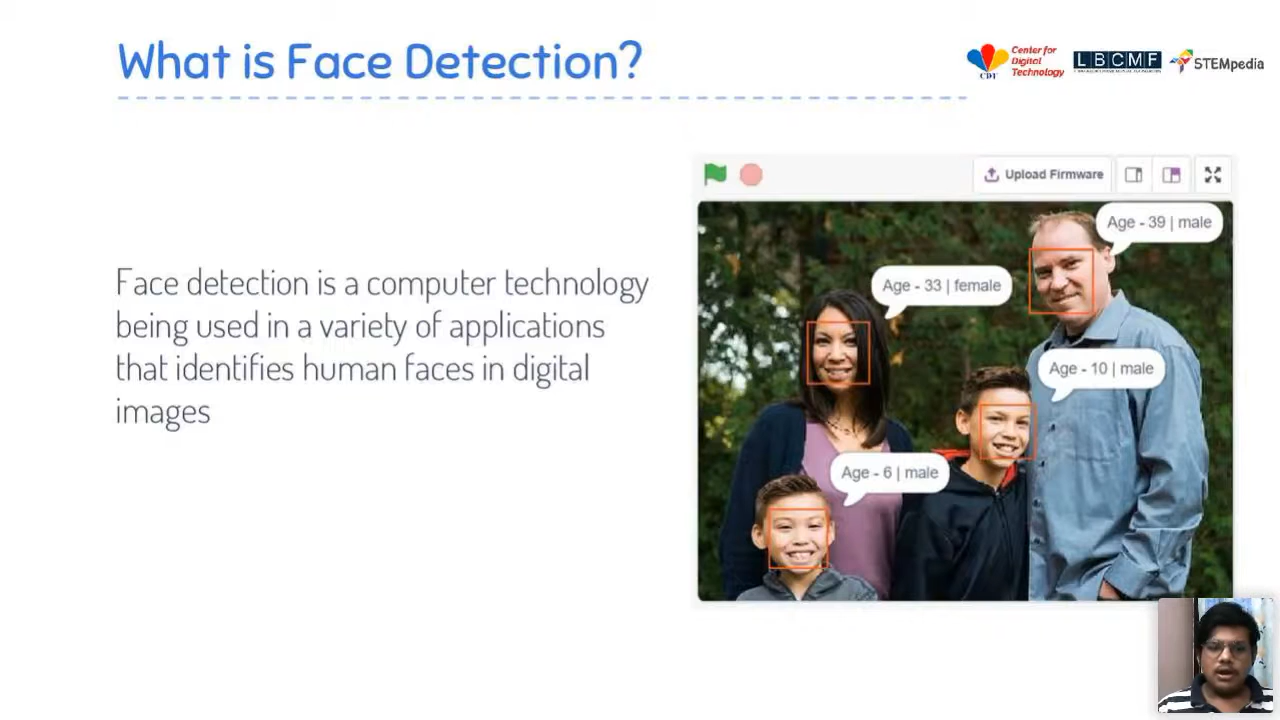 What is Face Detection?
Center for
Digital
Technology
CDT
LBCMF
STEMpedia
Upload Firmware
Age - 39 | male
Age - 33 | female
Face detection is a computer technology
being used in a variety of applications
that identifies human faces in digital
images
Age - 10 | male
Age - 6 | male